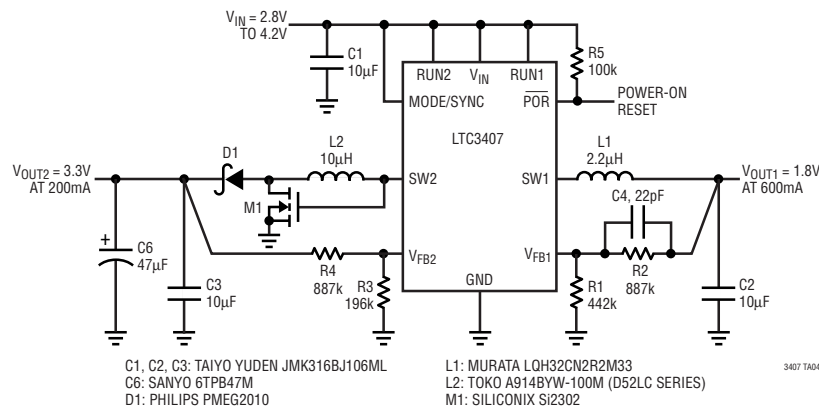 VIN = 2.8V
TO 4.2V
C1
10µF
RUN2
VIN
RUN1
R5
100k
MODE/SYNC
POR
POWER-ON
RESET
LTC3407
VOUT2 = 3.3V
AT 200mA
D1
L2
10µH
SW2
SW1
L1
2.2µH
VOUT1 = 1.8V
AT 600mA
M1
C4, 22pF
+
C6
47µF
C3
10µF
R4
887k
VFB2
R3
196k
GND
VFB1
R1
442k
R2
887k
C2
10µF
C1, C2, C3: TAIYO YUDEN JMK316BJ106ML
C6: SANYO 6TPB47M
D1: PHILIPS PMEG2010
L1: MURATA LQH32CN2R2M33
L2: TOKO A914BYW-100M (D52LC SERIES)
M1: SILICONIX Si2302
3407 TA04